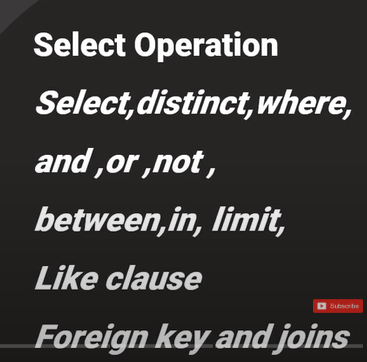 Select Operation
Select,distinct,where,
and ,or ,not ,
between,in, limit,
Like clause
Subscribe
Foreign key and joins